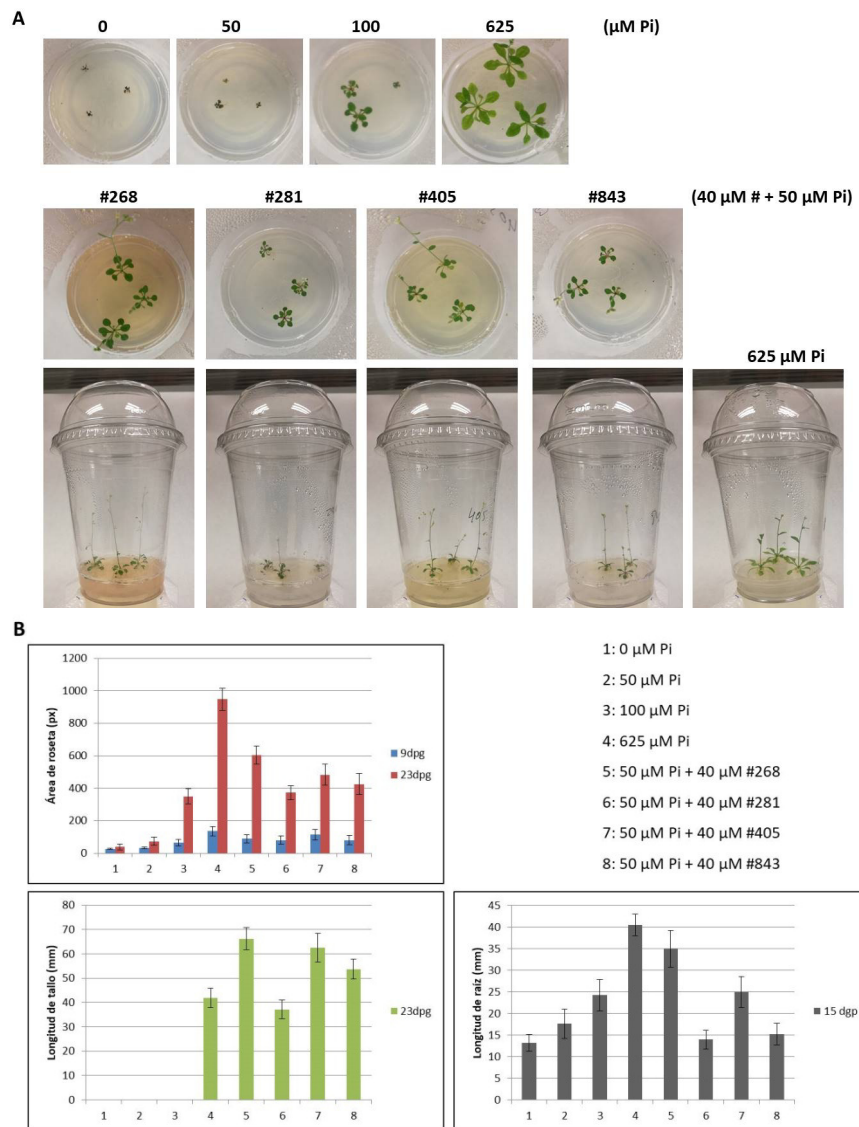 A
0 50 100 625 (µM Pi)
#268 #281 #405 #843 (40 µM # + 50 µM Pi)
625 µM Pi
405
B
Área de roseta (px)
1200
1000
800
600
400
200
0
1 2 3 4 5 6 7 8
9dpg
23dpg
1: 0 µM Pi
2: 50 µM Pi
3: 100 µM Pi
4: 625 µM Pi
5: 50 µM Pi + 40 µM #268
6: 50 µM Pi + 40 µM #281
7: 50 µM Pi + 40 µM #405
8: 50 µM Pi + 40 µM #843
Longitud de tallo (mm)
80
70
60
50
40
30
20
10
0
1 2 3 4 5 6 7 8
23dpg
Longitud de raíz (mm)
45
40
35
30
25
20
15
10
5
0
1 2 3 4 5 6 7 8
15 dgp